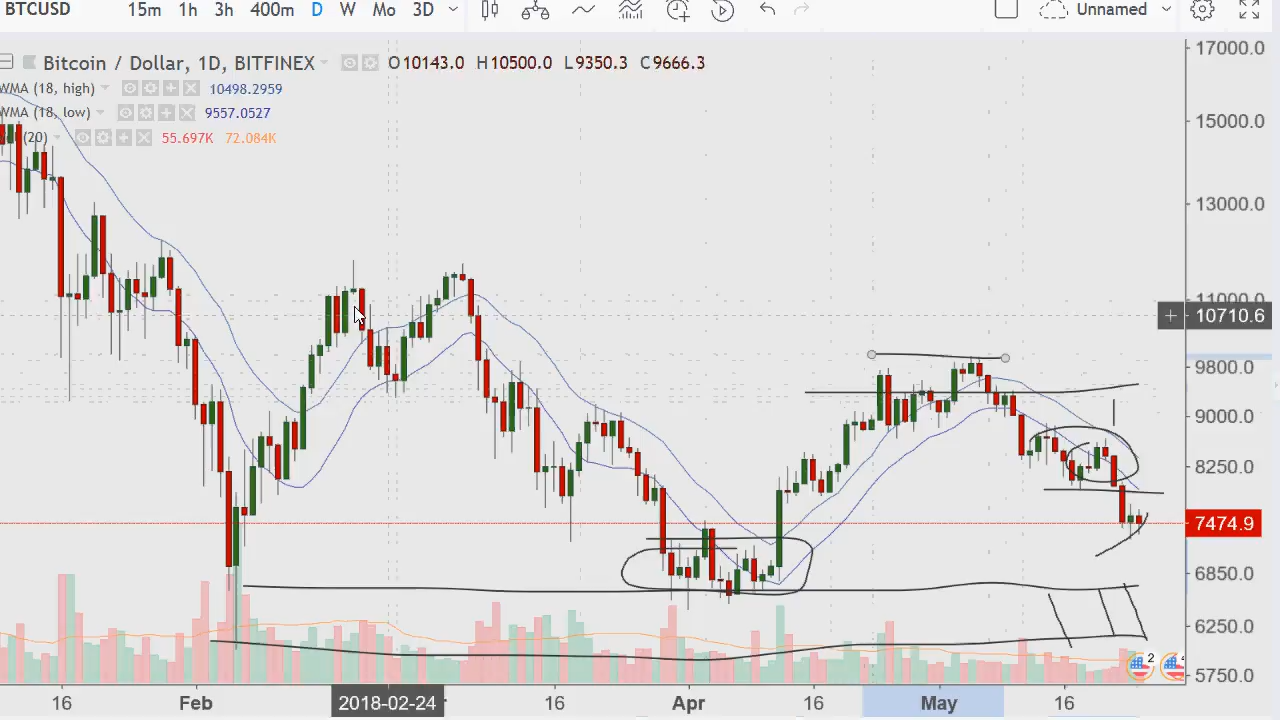 BTCUSD 15m 1h 3h 400m D W Mo 3D Unnamed
Bitcoin / Dollar, 1D, BITFINEX O10143.0 H10500.0 L9350.3 C9666.3
WMA (18, high) 10498.2959
WMA (18, low) 9557.0527
(20) 55.697K 72.084K
17000.0
15000.0
13000.0
11000.0
10710.6
9800.0
9000.0
8250.0
7474.9
6850.0
6250.0
5750.0
2
16 Feb 2018-02-24 16 Apr 16 May 16